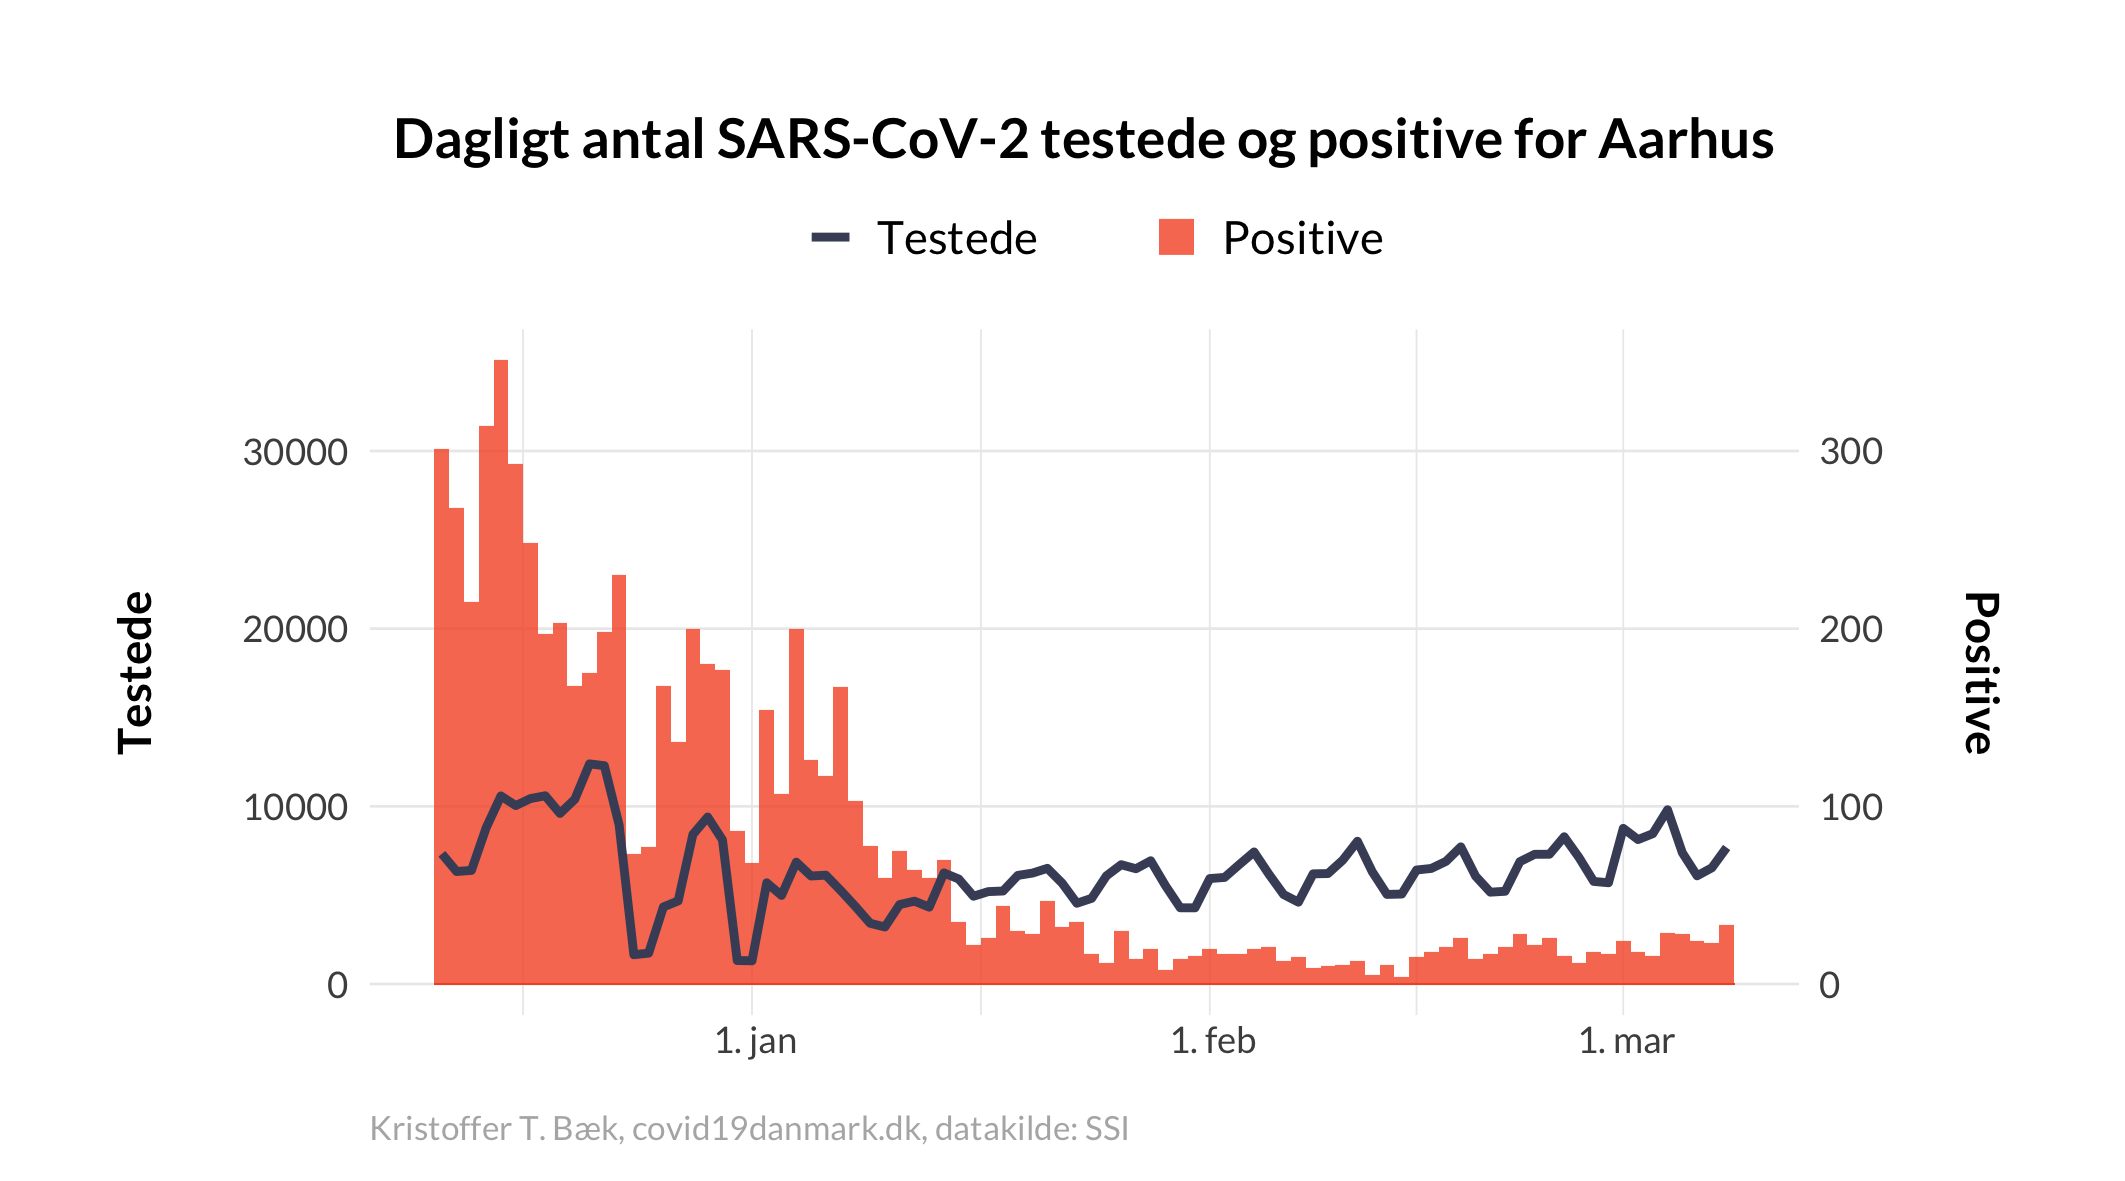 Dagligt antal SARS-CoV-2 testede og positive for Aarhus
Testede Positive
30000 300
20000 200
10000 100
0 0
Testede
Positive
1. jan 1. feb 1. mar
Kristoffer T. Bæk, covid19danmark.dk, datakilde: SSI